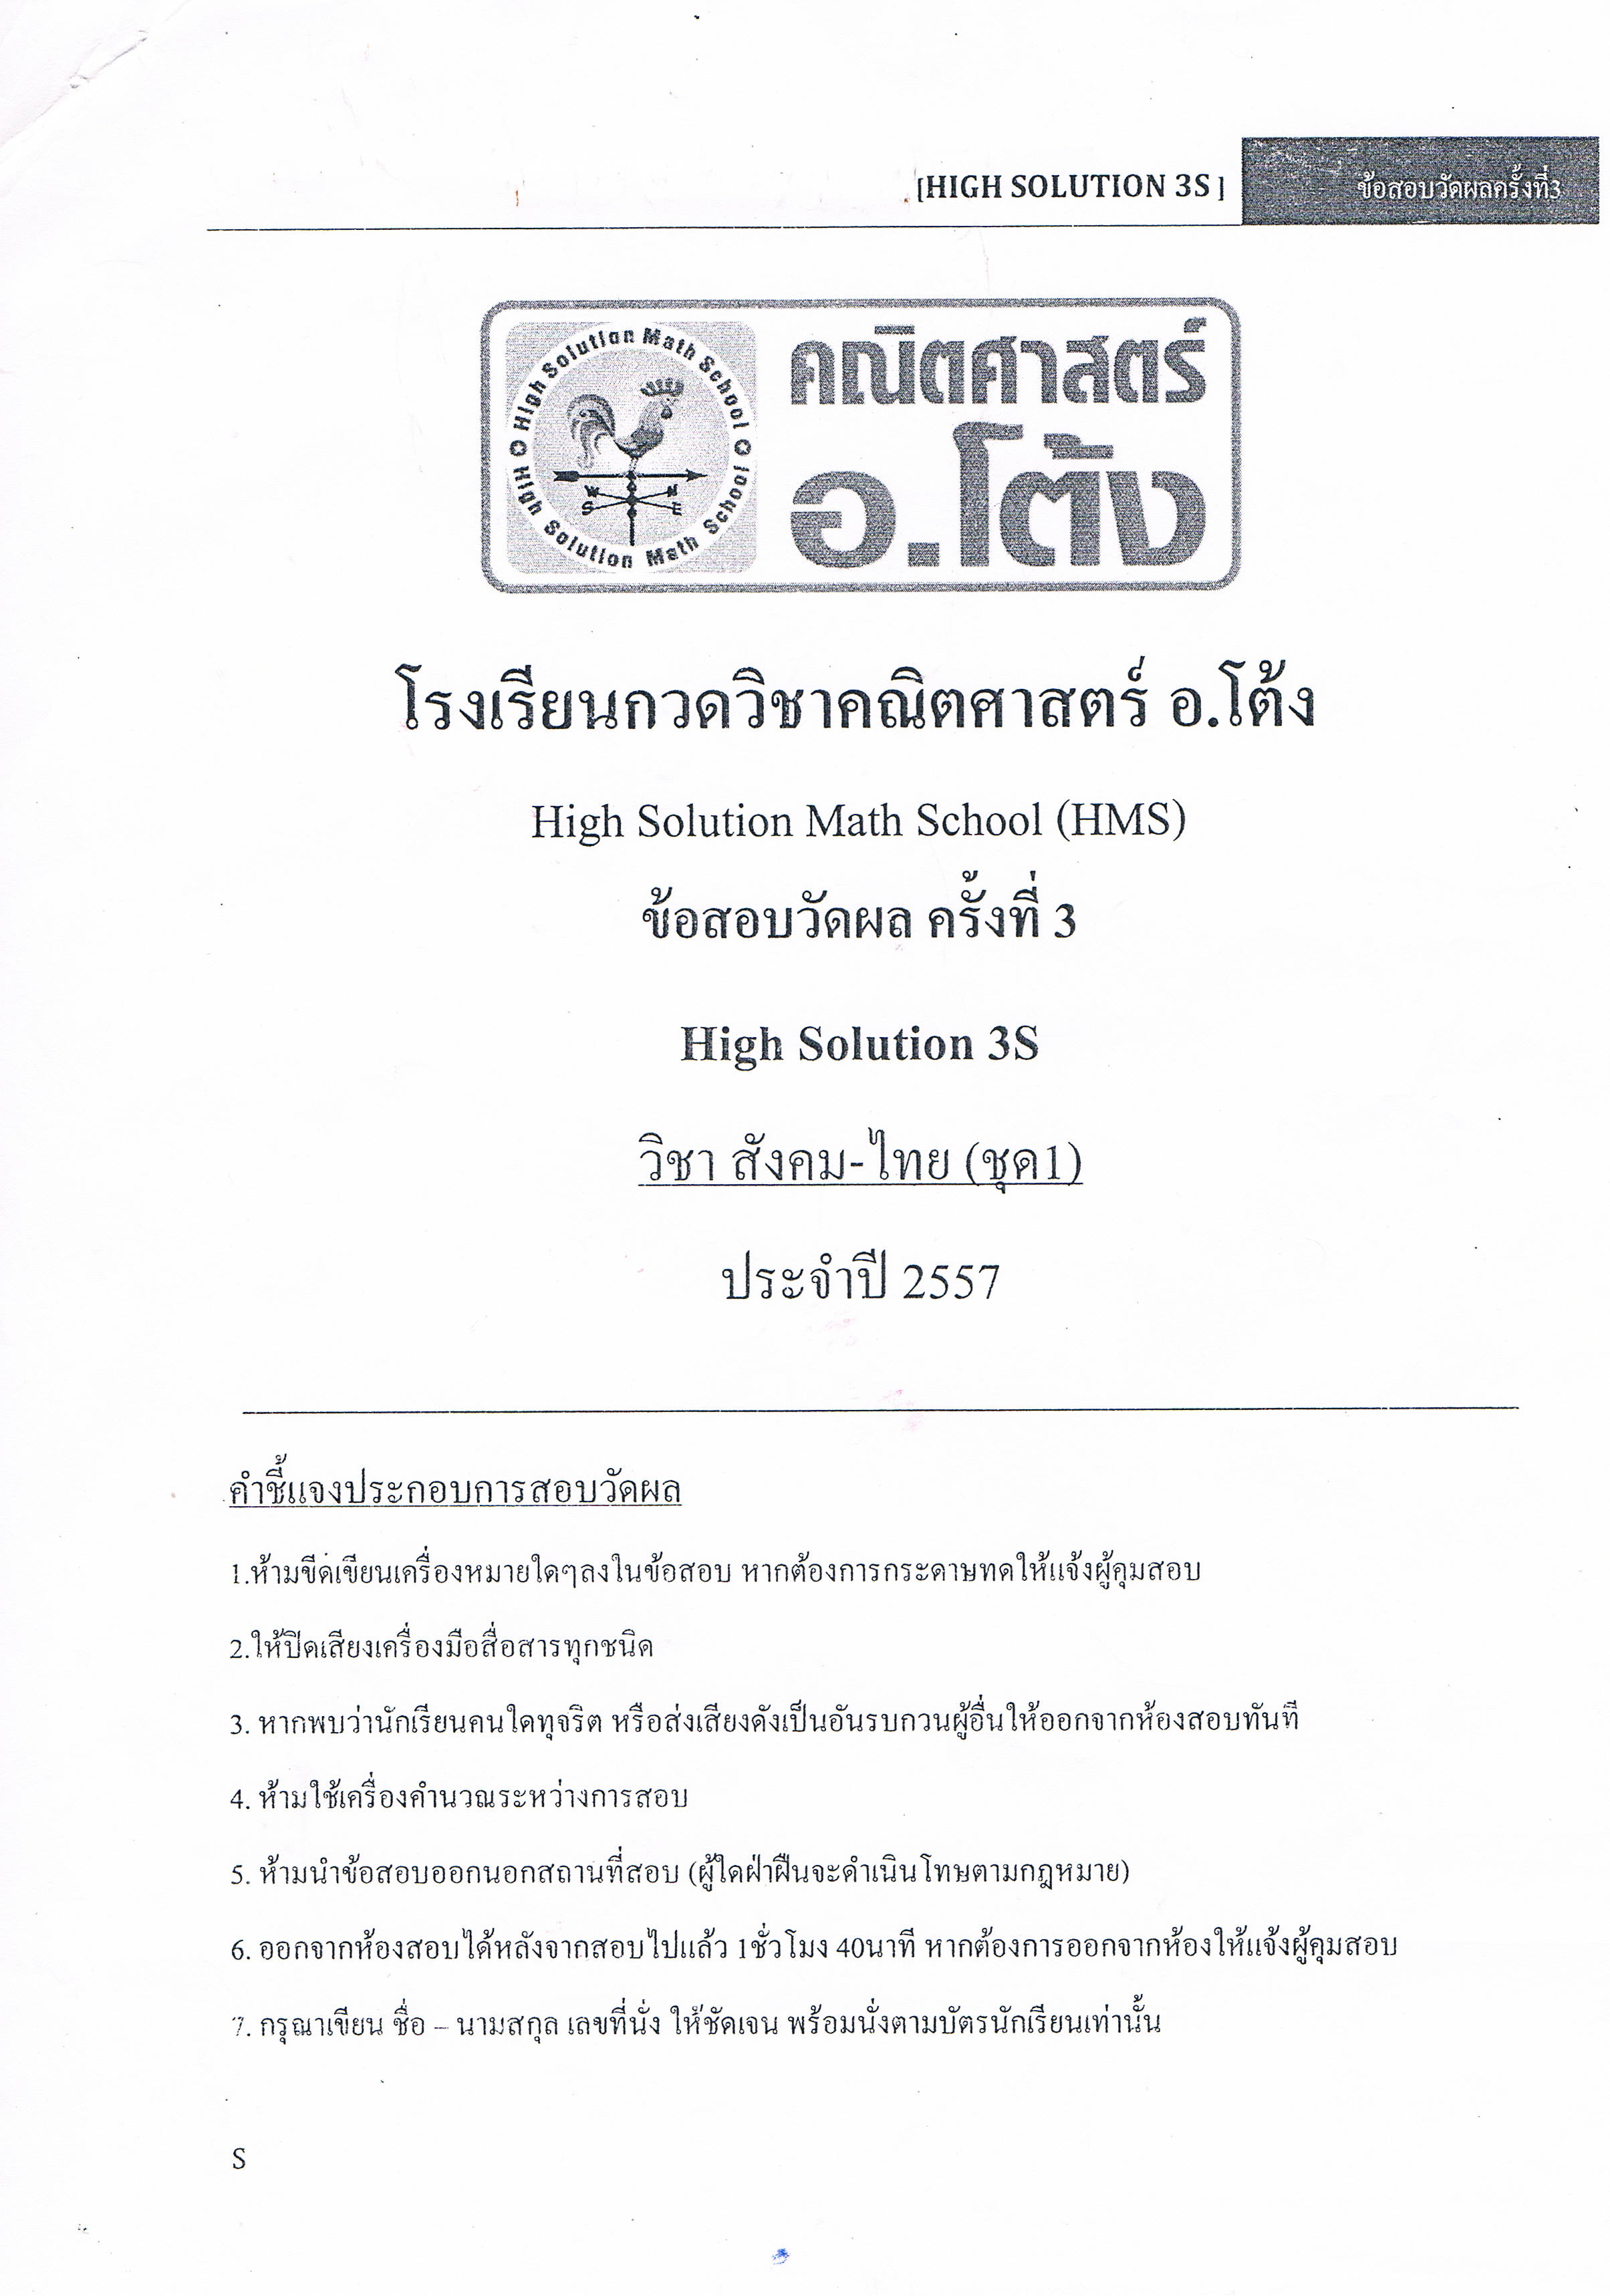 [HIGH SOLUTION 3S ] ข้อสอบวัดผลครั้งที่3
High Solution Math School
High Solution Math School
W N
S E
คณิตศาสตร์
อ.โต้ง
โรงเรียนกวดวิชาคณิตศาสตร์ อ.โต้ง
High Solution Math School (HMS)
ข้อสอบวัดผล ครั้งที่ 3
High Solution 3S
วิชา สังคม-ไทย (ชุด1)
ประจำปี 2557
คำชี้แจงประกอบการสอบวัดผล
1.ห้ามขีดเขียนเครื่องหมายใดๆลงในข้อสอบ หากต้องการกระดาษทดให้แจ้งผู้คุมสอบ
2.ให้ปิดเสียงเครื่องมือสื่อสารทุกชนิด
3. หากพบว่านักเรียนคนใดทุจริต หรือส่งเสียงดังเป็นอันรบกวนผู้อื่นให้ออกจากห้องสอบทันที
4. ห้ามใช้เครื่องคำนวณระหว่างการสอบ
5. ห้ามนำข้อสอบออกนอกสถานที่สอบ (ผู้ใดฝ่าฝืนจะดำเนินโทษตามกฎหมาย)
6. ออกจากห้องสอบได้หลังจากสอบไปแล้ว 1ชั่วโมง 40นาที หากต้องการออกจากห้องให้แจ้งผู้คุมสอบ
7. กรุณาเขียน ชื่อ – นามสกุล เลขที่นั่ง ให้ชัดเจน พร้อมนั่งตามบัตรนักเรียนเท่านั้น
S